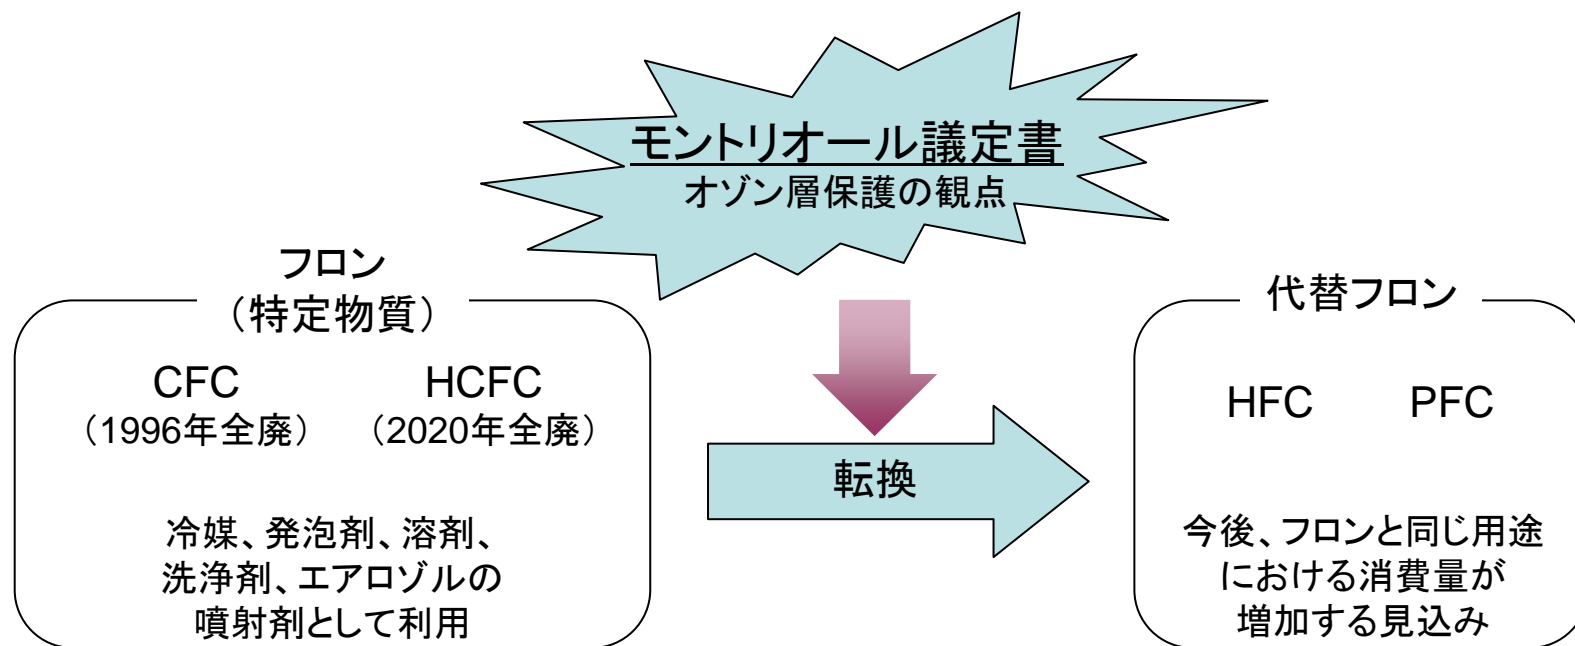 モントリオール議定書
オゾン層保護の観点
フロン
（特定物質）
CFC
（1996年全廃）
HCFC
（2020年全廃）
冷媒、発泡剤、溶剤、
洗浄剤、エアロゾルの
噴射剤として利用
転換
代替フロン
HFC PFC
今後、フロンと同じ用途
における消費量が
増加する見込み